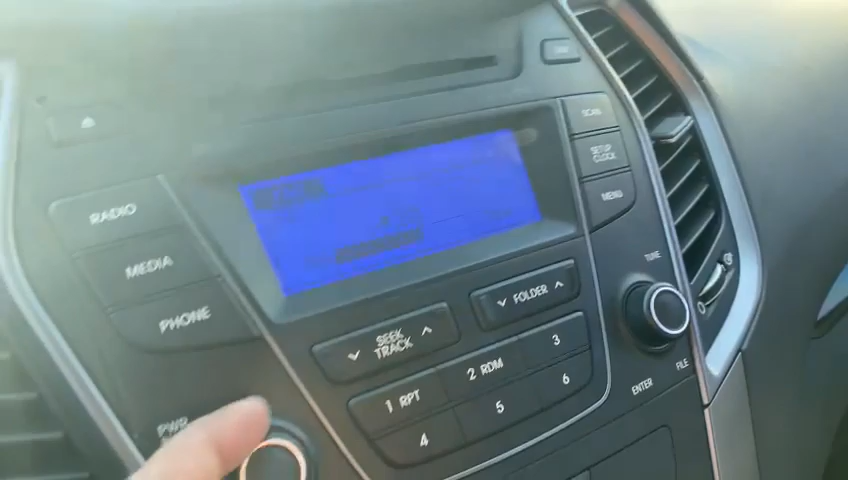 SCAN
SETUP
CLOCK
MENU
RADIO
MEDIA
PHONE
TUNE
FOLDER
SEEK
TRACK
1 RPT
2 RDM
3
4
5
6
ENTER
FILE
PWR